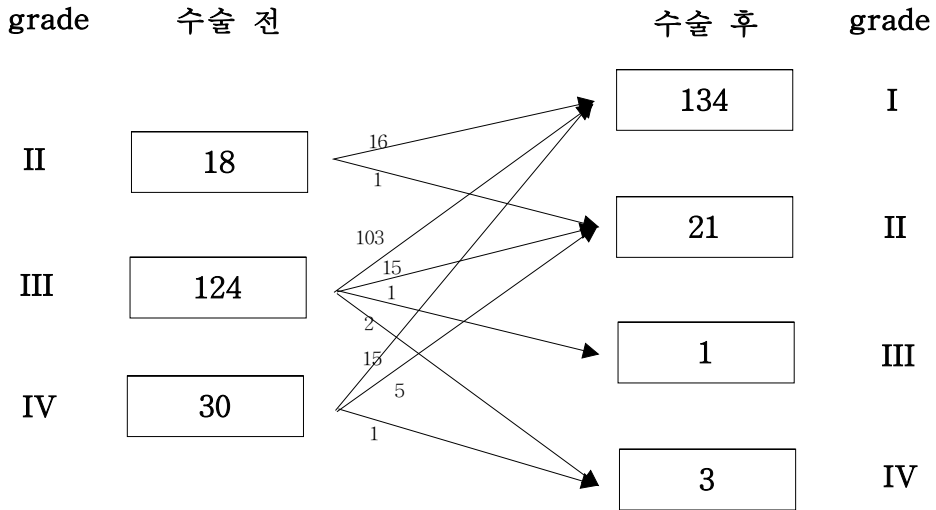 grade 수술 전 수술 후 grade
134 I
16
II 18
1
21 II
103
15
III 124
1
2
1 III
15
5
IV 30
1
3 IV